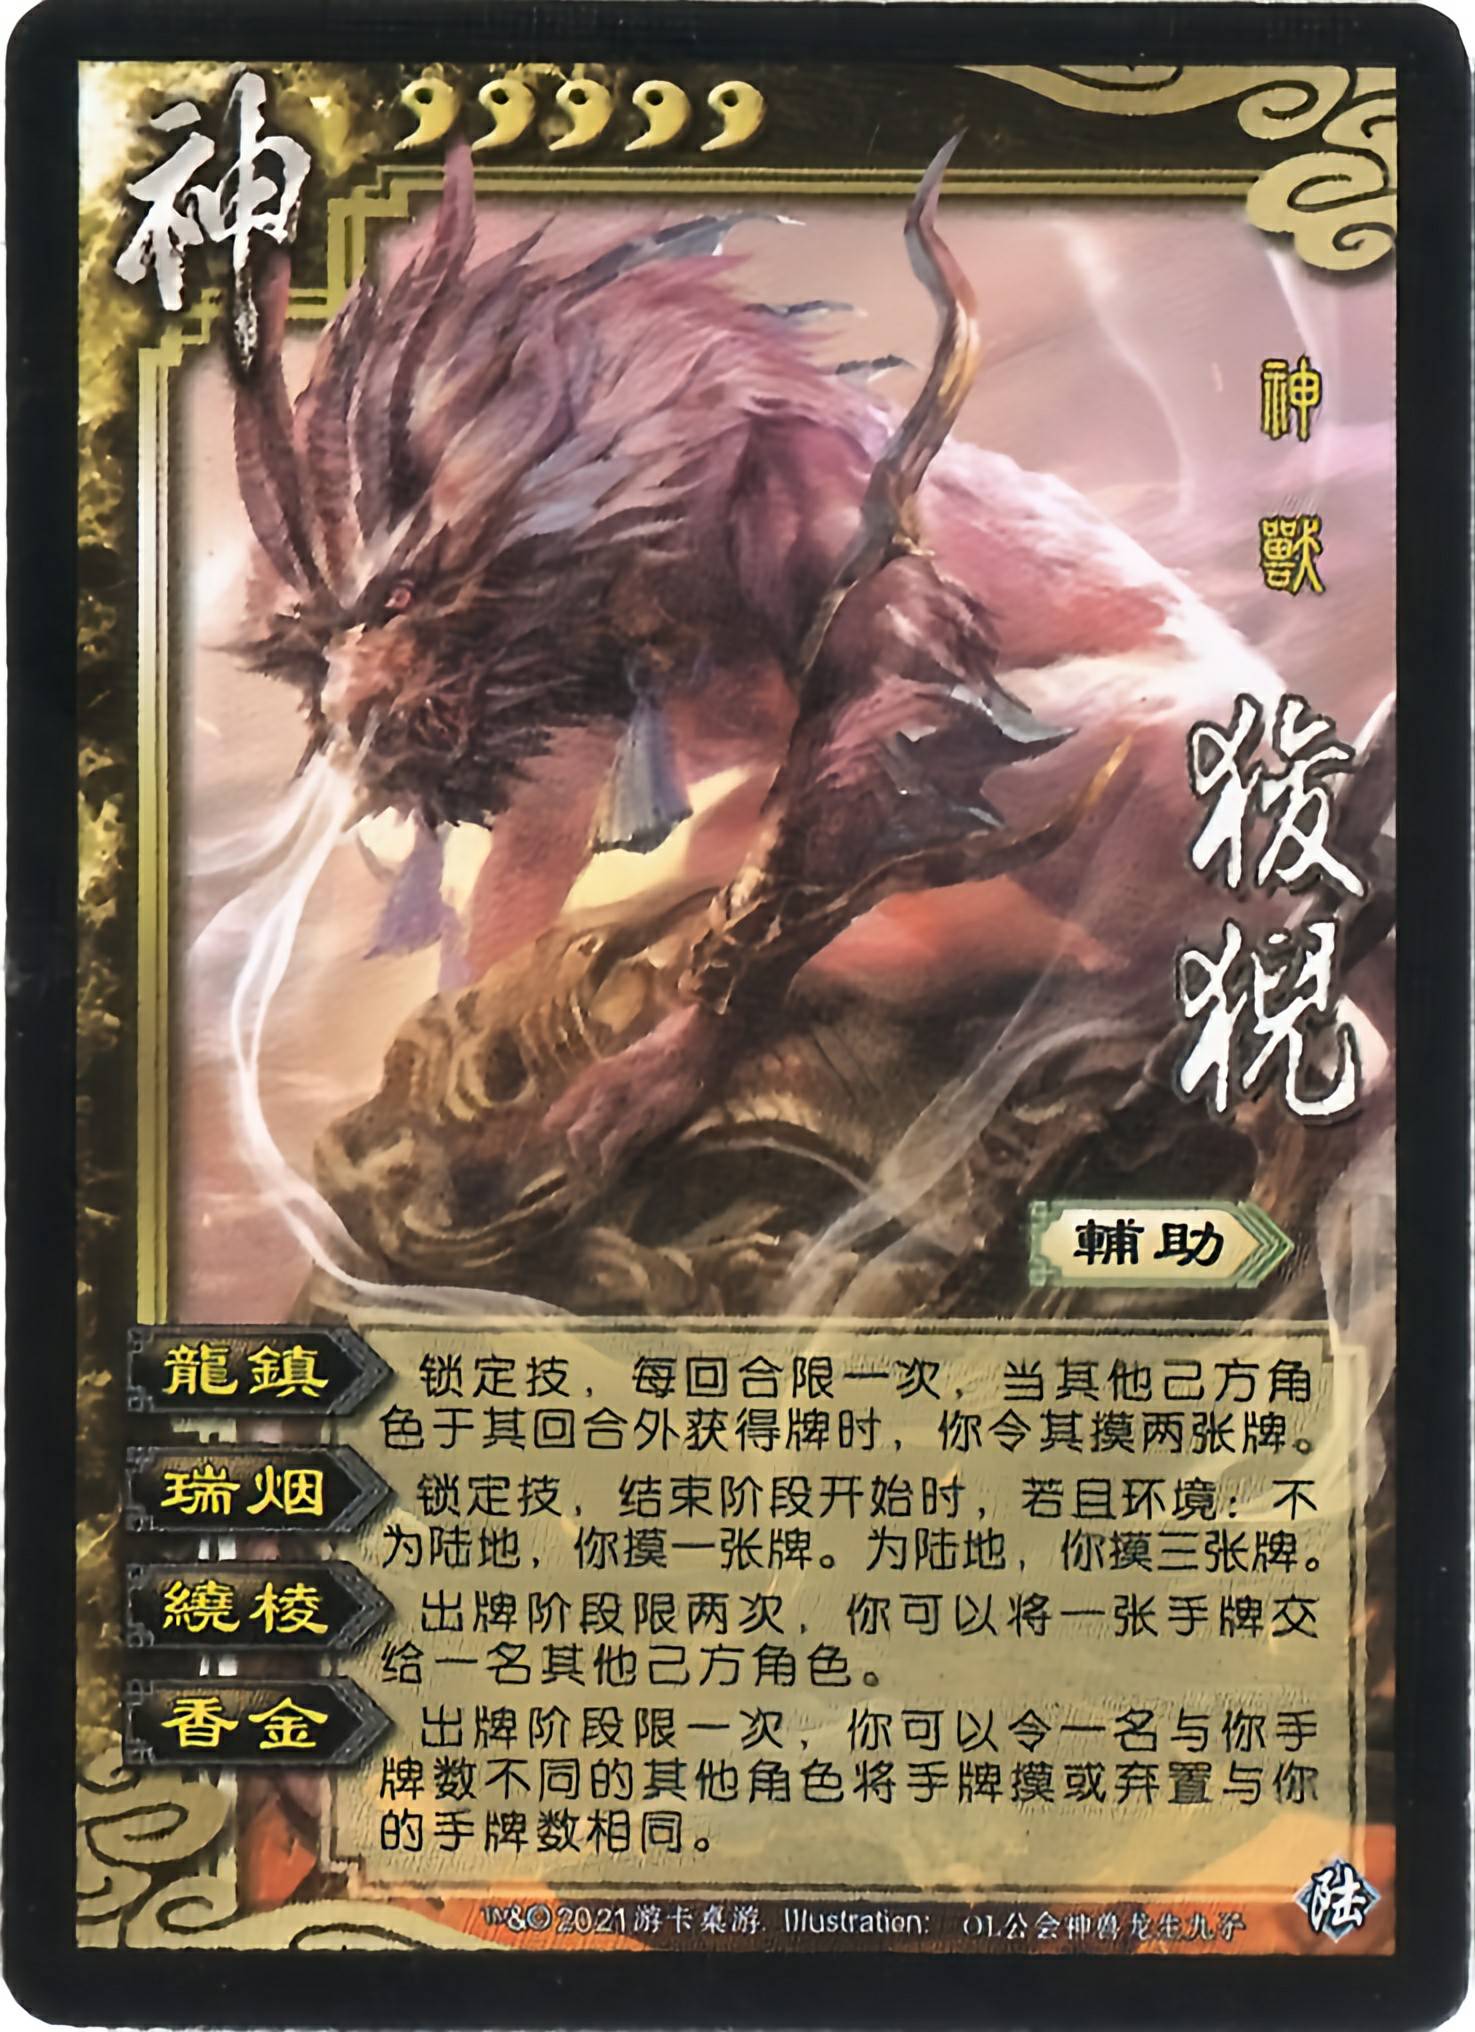 神
神獸
狻猊
輔助
龍鎮
锁定技，每回合限一次，当其他己方角
色于其回合外获得牌时，你令其摸两张牌。
瑞烟
锁定技，结束阶段开始时，若且环境：不
为陆地，你摸一张牌。为陆地，你摸三张牌。
繞棱
出牌阶段限两次，你可以将一张手牌交
给一名其他己方角色。
香金
出牌阶段限一次，你可以令一名与你手
牌数不同的其他角色将手牌摸或弃置与你
的手牌数相同。
™&©2021游卡桌游. Illustration: OL公会神兽龙生九子
陆